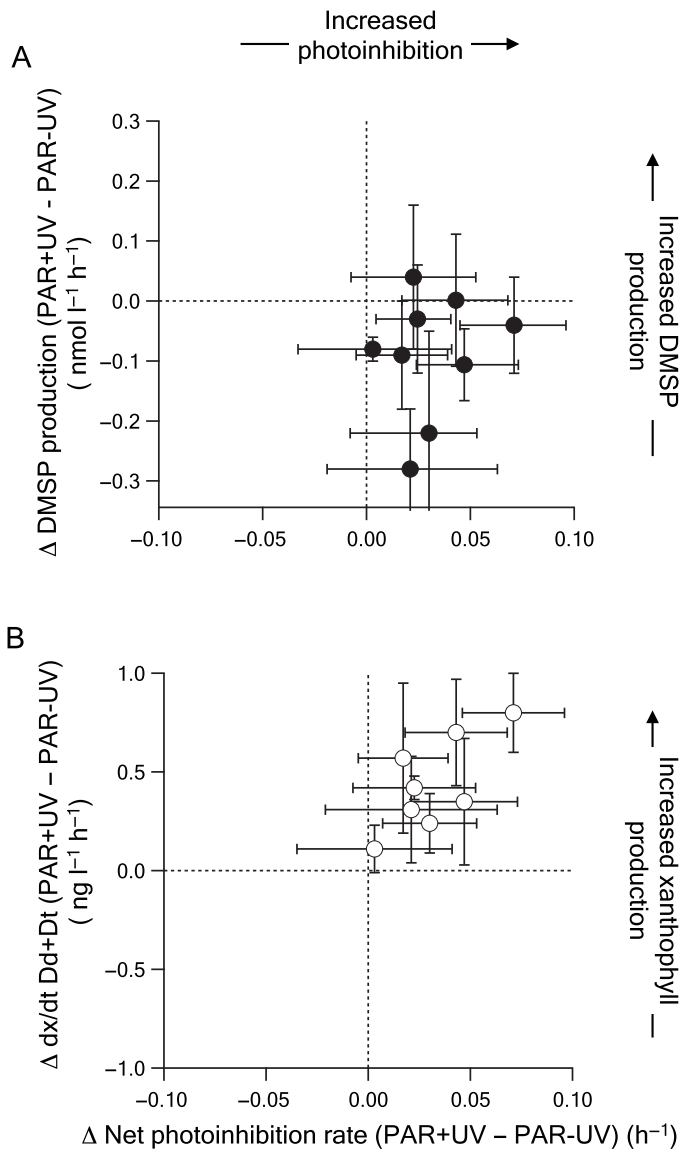 Increased
photoinhibition
A
Δ DMSP production (PAR+UV - PAR-UV)
( nmol l⁻¹ h⁻¹)
0.3
0.2
0.1
0.0
−0.1
−0.2
−0.3
−0.10
−0.05
0.00
0.05
0.10
Increased DMSP
production
B
Δ dx/dt Dd+Dt (PAR+UV − PAR-UV)
( ng l⁻¹ h⁻¹)
1.0
0.5
0.0
−0.5
−1.0
−0.10
−0.05
0.00
0.05
0.10
Increased xanthophyll
production
Δ Net photoinhibition rate (PAR+UV − PAR-UV) (h⁻¹)